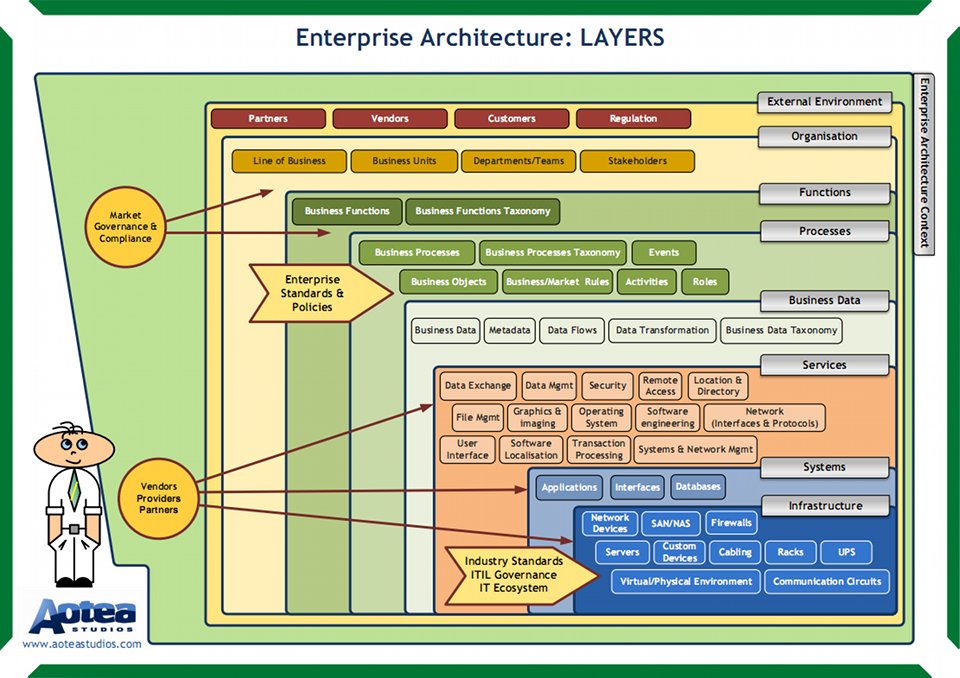 Enterprise Architecture: LAYERS
Enterprise Architecture Context
External Environment
Partners
Vendors
Customers
Regulation
Organisation
Line of Business
Business Units
Departments/Teams
Stakeholders
Functions
Business Functions
Business Functions Taxonomy
Market
Governance &
Compliance
Processes
Business Processes
Business Processes Taxonomy
Events
Business Objects
Business/Market Rules
Activities
Roles
Enterprise
Standards &
Policies
Business Data
Business Data
Metadata
Data Flows
Data Transformation
Business Data Taxonomy
Services
Data Exchange
Data Mgmt
Security
Remote
Access
Location &
Directory
File Mgmt
Graphics &
imaging
Operating
System
Software
engineering
Network
(Interfaces & Protocols)
User
Interface
Software
Localisation
Transaction
Processing
Systems & Network Mgmt
Systems
Applications
Interfaces
Databases
Vendors
Providers
Partners
Infrastructure
Network
Devices
SAN/NAS
Firewalls
Servers
Custom
Devices
Cabling
Racks
UPS
Virtual/Physical Environment
Communication Circuits
Industry Standards
ITIL Governance
IT Ecosystem
Aotea
STUDIOS
www.aoteastudios.com